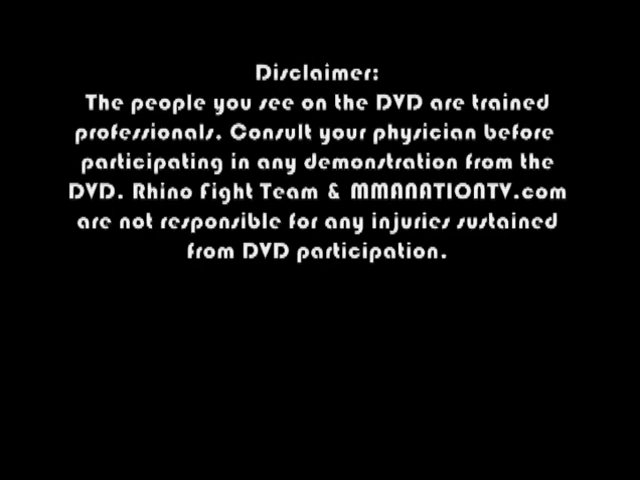 Disclaimer:
The people you see on the DVD are trained
professionals. Consult your physician before
participating in any demonstration from the
DVD. Rhino Fight Team & MMANATIONTV.com
are not responsible for any injuries sustained
from DVD participation.